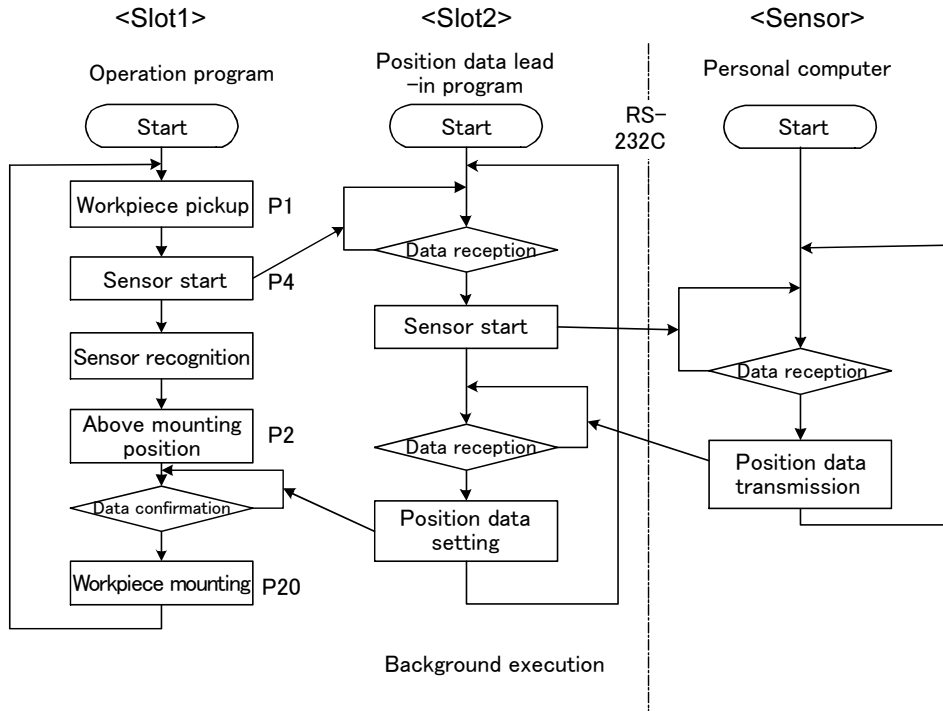 <Slot1>
Operation program
Start
Workpiece pickup
P1
Sensor start
P4
Sensor recognition
Above mounting
position
P2
Data confirmation
Workpiece mounting
P20
<Slot2>
Position data lead
-in program
Start
Data reception
Sensor start
Data reception
Position data
setting
Background execution
RS-
232C
<Sensor>
Personal computer
Start
Data reception
Position data
transmission